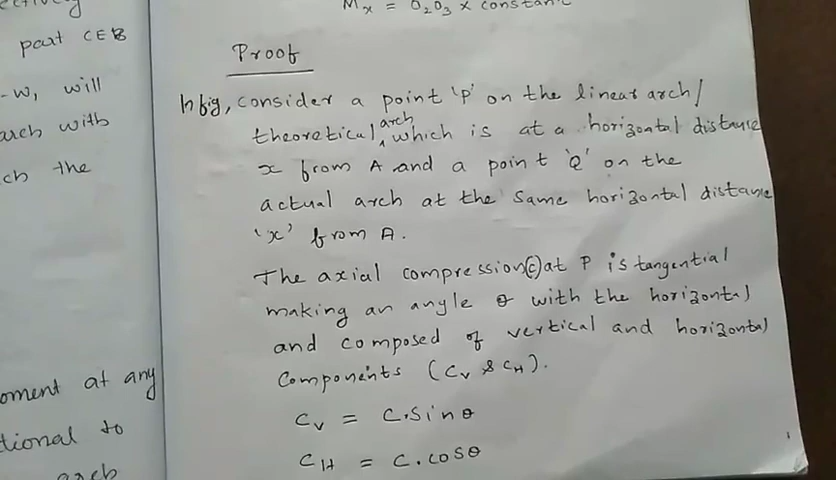 part CEB
-w, will
arch with
ch the
oment at any
tional to
arch
Mx = O2O3 x constant
Proof
In fig, consider a point 'P' on the linear arch/
theoretical arch, which is at a horizontal distance
x from A and a point 'Q' on the
actual arch at the same horizontal distance
'x' from A.
The axial compression(C) at P is tangential
making an angle θ with the horizontal
and composed of vertical and horizontal
Components (Cv & CH).
Cv = C.Sinθ
CH = C.cosθ